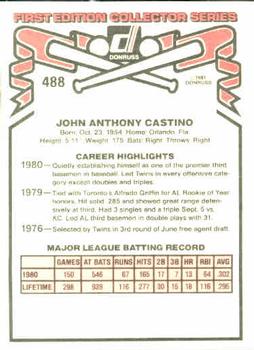 FIRST EDITION COLLECTOR SERIES
DONRUSS
488
1981
DONRUSS
JOHN ANTHONY CASTINO
Born: Oct. 23, 1954 Home: Orlando, Fla.
Height: 5'11", Weight: 175 Bats: Right Throws: Right
CAREER HIGHLIGHTS
1980— Quietly establishing himself as one of the premier third
basemen in baseball. Led Twins in every offensive
category except doubles and triples.
1979— Tied with Toronto's Alfredo Griffin for AL Rookie of Year
honors. Hit solid .285 and showed great range defen-
sively at third. Had 3 singles and a triple Sept. 5 vs.
KC. Led AL third basemen in double plays with 31.
1976— Selected by Twins in 3rd round of June free agent draft.
MAJOR LEAGUE BATTING RECORD
GAMES AT BATS RUNS HITS 2B 3B HR RBI AVG
1980 150 546 67 165 17 7 13 64 .302
LIFETIME 298 939 116 277 30 15 18 116 .295